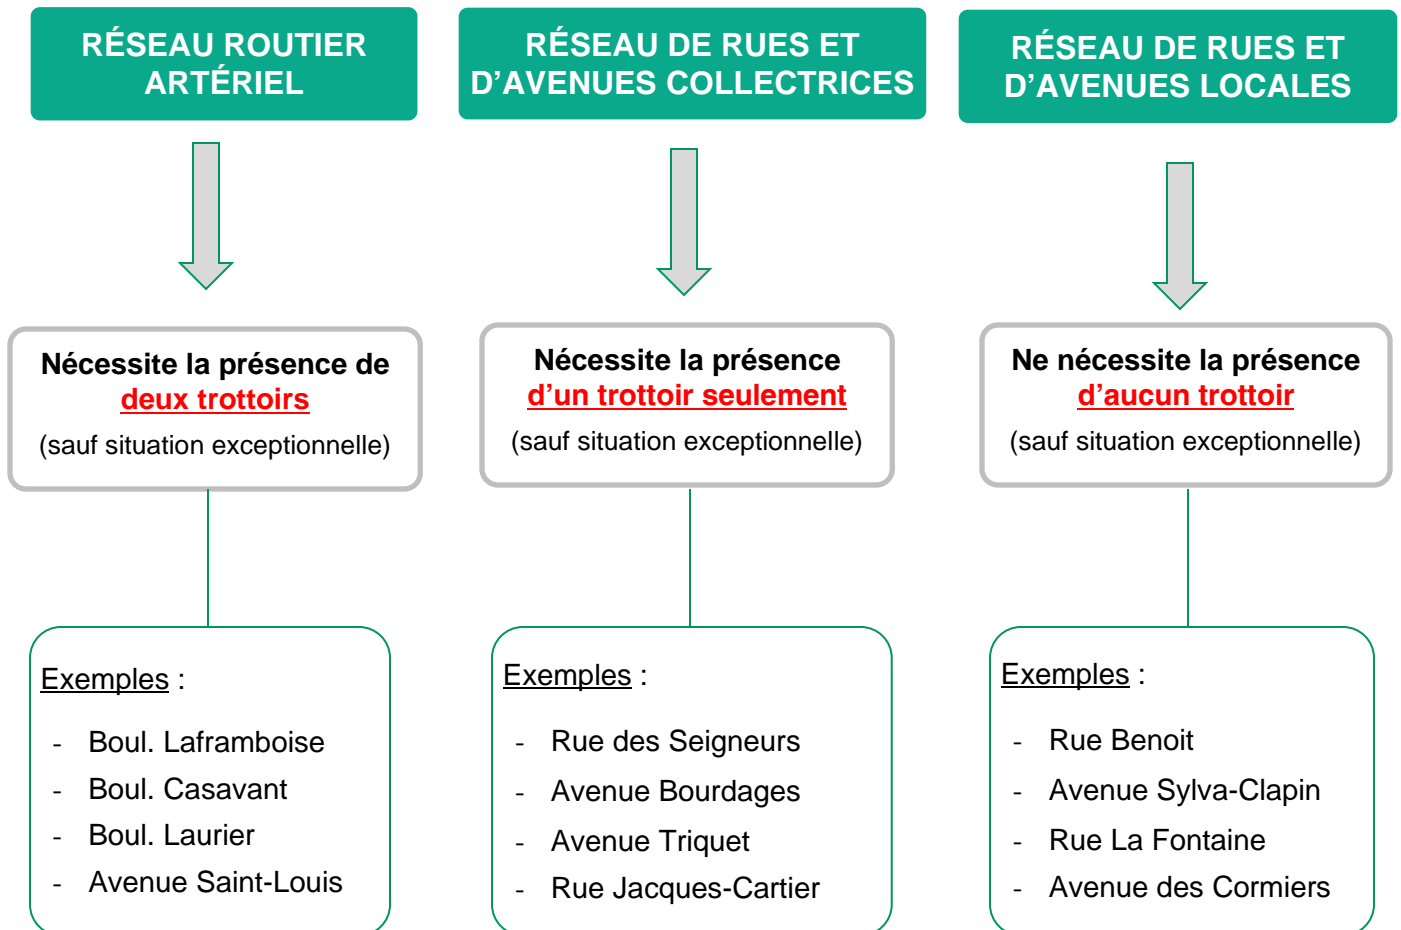 RÉSEAU ROUTIER
ARTÉRIEL
Nécessite la présence de
deux trottoirs
(sauf situation exceptionnelle)
Exemples :
- Boul. Laframboise
- Boul. Casavant
- Boul. Laurier
- Avenue Saint-Louis
RÉSEAU DE RUES ET
D’AVENUES COLLECTRICES
Nécessite la présence
d’un trottoir seulement
(sauf situation exceptionnelle)
Exemples :
- Rue des Seigneurs
- Avenue Bourdages
- Avenue Triquet
- Rue Jacques-Cartier
RÉSEAU DE RUES ET
D’AVENUES LOCALES
Ne nécessite la présence
d’aucun trottoir
(sauf situation exceptionnelle)
Exemples :
- Rue Benoit
- Avenue Sylva-Clapin
- Rue La Fontaine
- Avenue des Cormiers